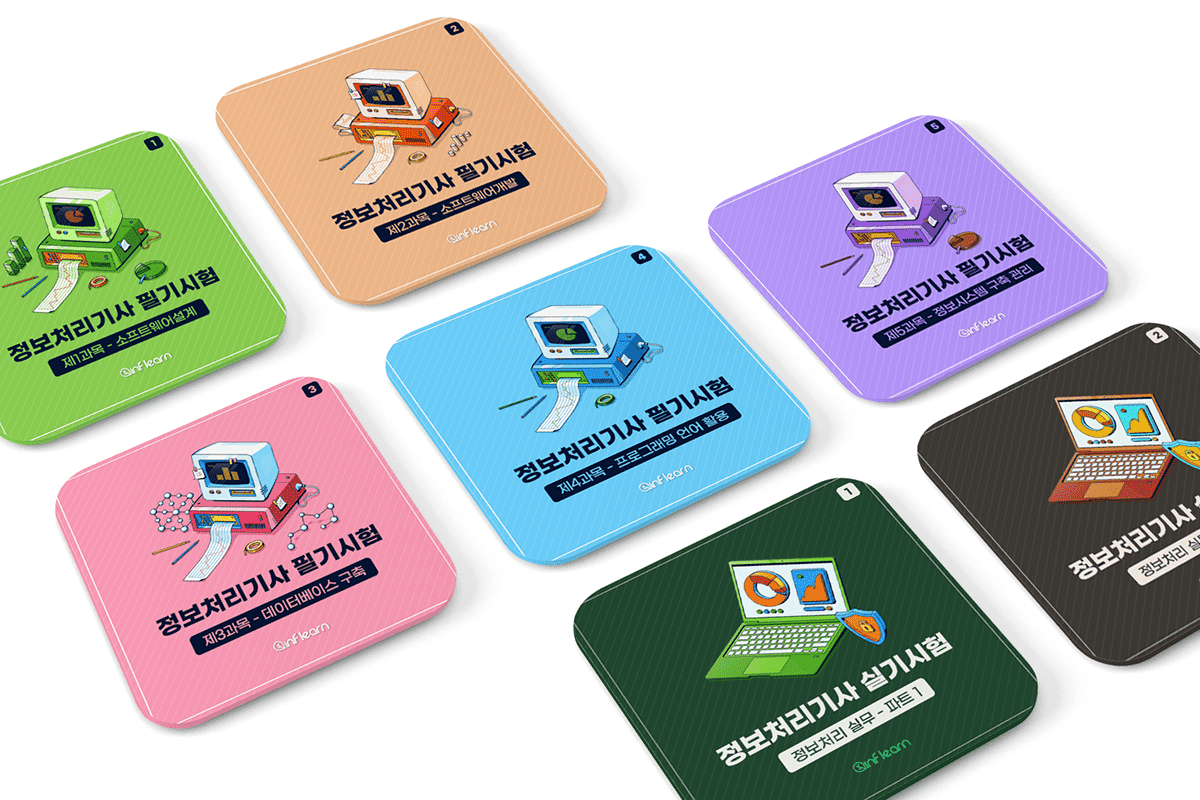 1
정보처리기사 필기시험
제1과목 - 소프트웨어설계
inflearn
2
정보처리기사 필기시험
제2과목 - 소프트웨어개발
inflearn
3
정보처리기사 필기시험
제3과목 - 데이터베이스 구축
inflearn
4
정보처리기사 필기시험
제4과목 - 프로그래밍 언어 활용
inflearn
5
정보처리기사 필기시험
제5과목 - 정보시스템 구축 관리
inflearn
1
정보처리기사 실기시험
정보처리 실무 - 파트 1
inflearn
2
정보처리기사
정보처리